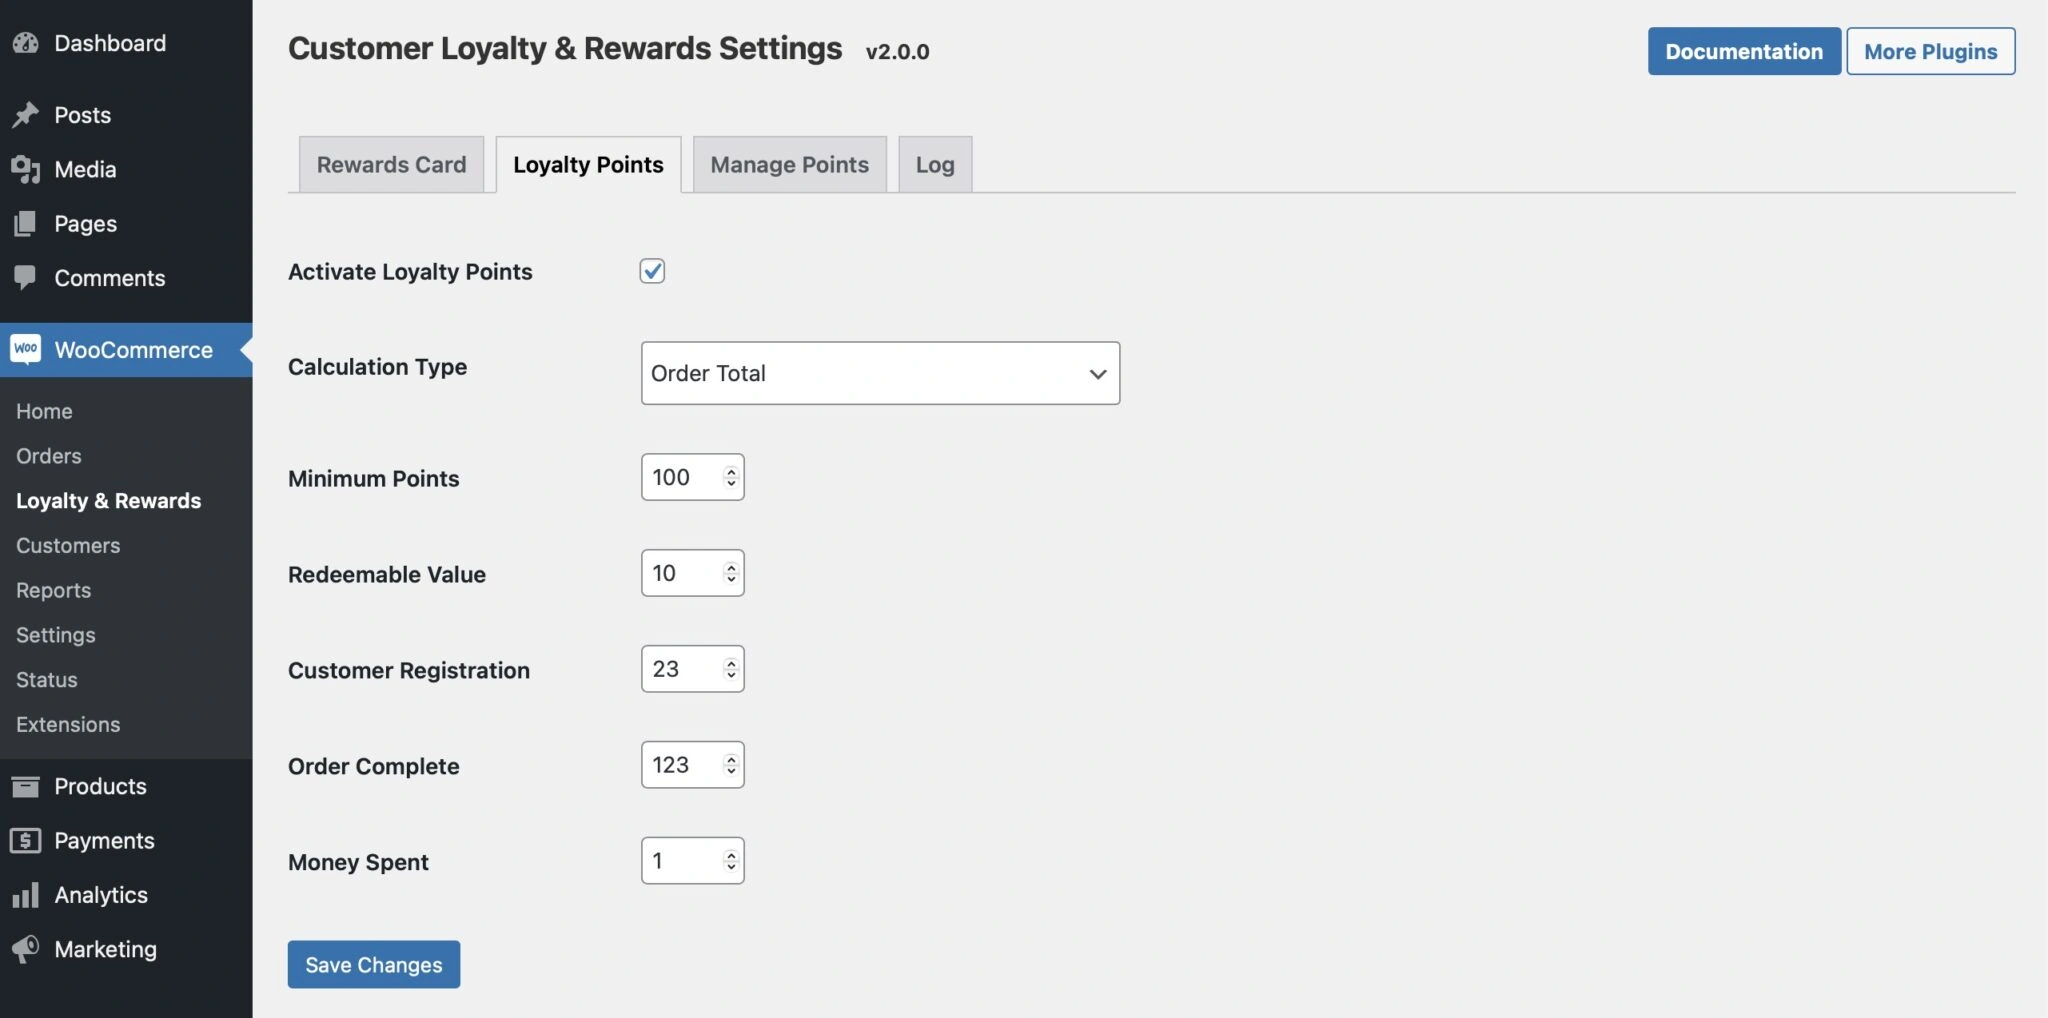 Dashboard
Posts
Media
Pages
Comments
Woo WooCommerce
Home
Orders
Loyalty & Rewards
Customers
Reports
Settings
Status
Extensions
Products
Payments
Analytics
Marketing
Customer Loyalty & Rewards Settings v2.0.0
Documentation More Plugins
Rewards Card Loyalty Points Manage Points Log
Activate Loyalty Points
Calculation Type Order Total
Minimum Points 100
Redeemable Value 10
Customer Registration 23
Order Complete 123
Money Spent 1
Save Changes